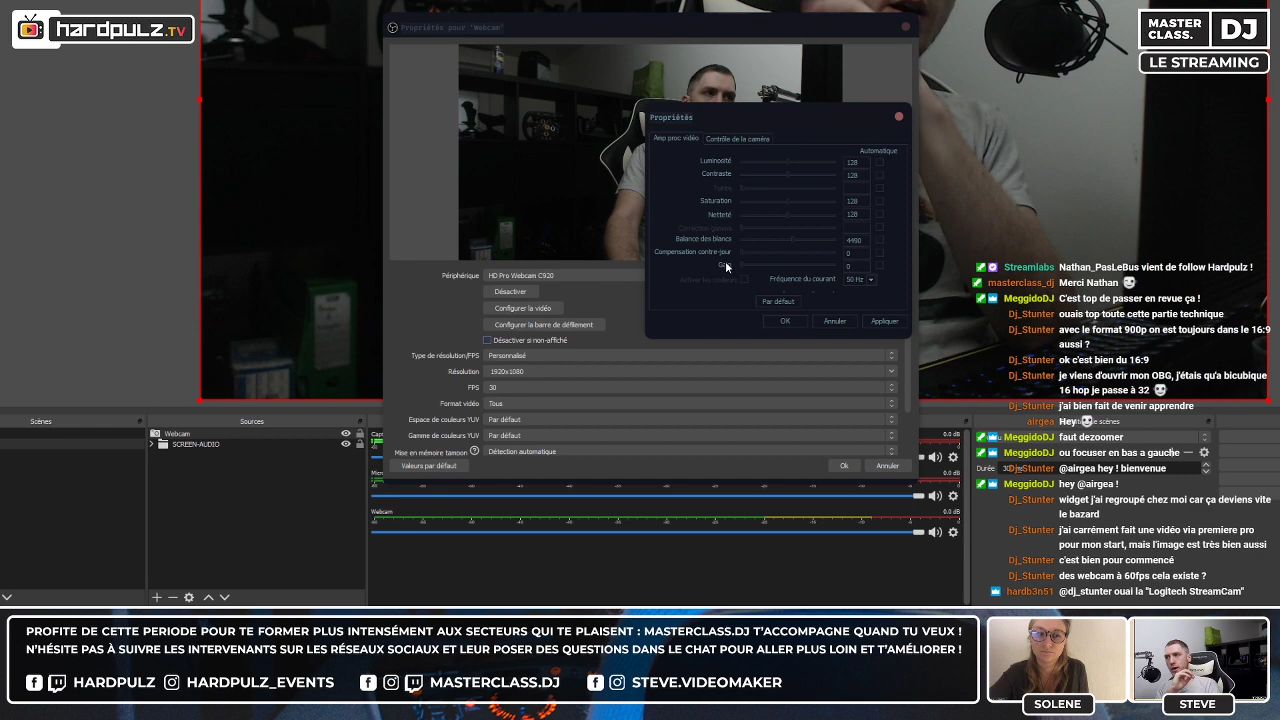 hardpulz.TV
MASTER
CLASS.
DJ
LE STREAMING
Propriétés pour 'Webcam'
Propriétés
Amp proc vidéo
Contrôle de la caméra
Automatique
Luminosité 128
Contraste 128
Teinte
Saturation 128
Netteté 128
Correction gamma
Balance des blancs 4490
Compensation contre-jour 0
Gain 0
Activer les couleurs
Fréquence du courant 50 Hz
Par défaut
OK
Annuler
Appliquer
Périphérique HD Pro Webcam C920
Désactiver
Configurer la vidéo
Configurer la barre de défilement
Désactiver si non-affiché
Type de résolution/FPS Personnalisé
Résolution 1920x1080
FPS 30
Format vidéo Tous
Espace de couleurs YUV Par défaut
Gamme de couleurs YUV Par défaut
Mise en mémoire tampon Détection automatique
Valeurs par défaut
Ok
Annuler
Scènes
Sources
Webcam
SCREEN-AUDIO
0.0 dB
Webcam 0.0 dB
Durée
Streamlabs Nathan_PasLeBus vient de follow Hardpulz !
masterclass_dj Merci Nathan
MeggidoDJ C'est top de passer en revue ça !
Dj_Stunter ouais top toute cette partie technique
Dj_Stunter avec le format 900p on est toujours dans le 16:9
aussi ?
Dj_Stunter ok c'est bien du 16:9
Dj_Stunter je viens d'ouvrir mon OBG, j'étais qu'a bicubique
16 hop je passe à 32
Dj_Stunter j'ai bien fait de venir apprendre
airgea Hey
MeggidoDJ faut dezoomer
MeggidoDJ ou focuser en bas a gauche
Dj_Stunter @airgea hey ! bienvenue
MeggidoDJ hey @airgea !
Dj_Stunter widget j'ai regroupé chez moi car ça deviens vite
le bazard
Dj_Stunter j'ai carrément fait une vidéo via premiere pro
pour mon start, mais l'image est très bien aussi
Dj_Stunter c'est bien pour commencé
Dj_Stunter des webcam à 60fps cela existe ?
hardb3n51 @dj_stunter ouai la "Logitech StreamCam"
PROFITE DE CETTE PERIODE POUR TE FORMER PLUS INTENSÉMENT AUX SECTEURS QUI TE PLAISENT : MASTERCLASS.DJ T'ACCOMPAGNE QUAND TU VEUX !
N'HÉSITE PAS À SUIVRE LES INTERVENANTS SUR LES RÉSEAUX SOCIAUX ET LEUR POSER DES QUESTIONS DANS LE CHAT POUR ALLER PLUS LOIN ET T'AMÉLIORER !
HARDPULZ HARDPULZ_EVENTS MASTERCLASS.DJ STEVE.VIDEOMAKER
SOLENE
STEVE